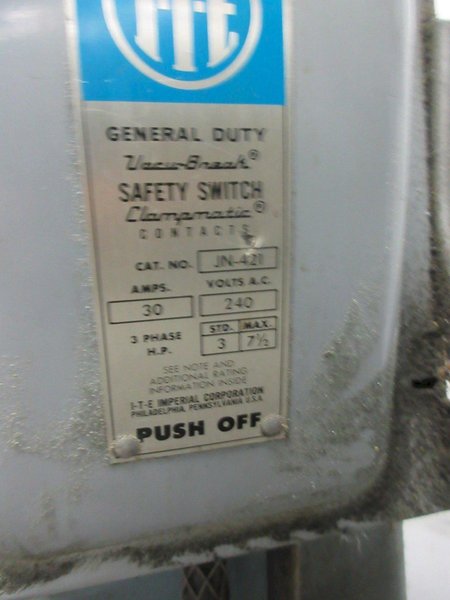 ITE
GENERAL DUTY
Vacu-Break®
SAFETY SWITCH
Clampmatic®
CONTACTS
CAT. NO. JN-421
AMPS. VOLTS. A.C.
30 240
3 PHASE H.P. STD. MAX.
3 7½
SEE NOTE AND
ADDITIONAL RATING
INFORMATION INSIDE
I-T-E IMPERIAL CORPORATION
PHILADELPHIA, PENNSYLVANIA U.S.A.
PUSH OFF